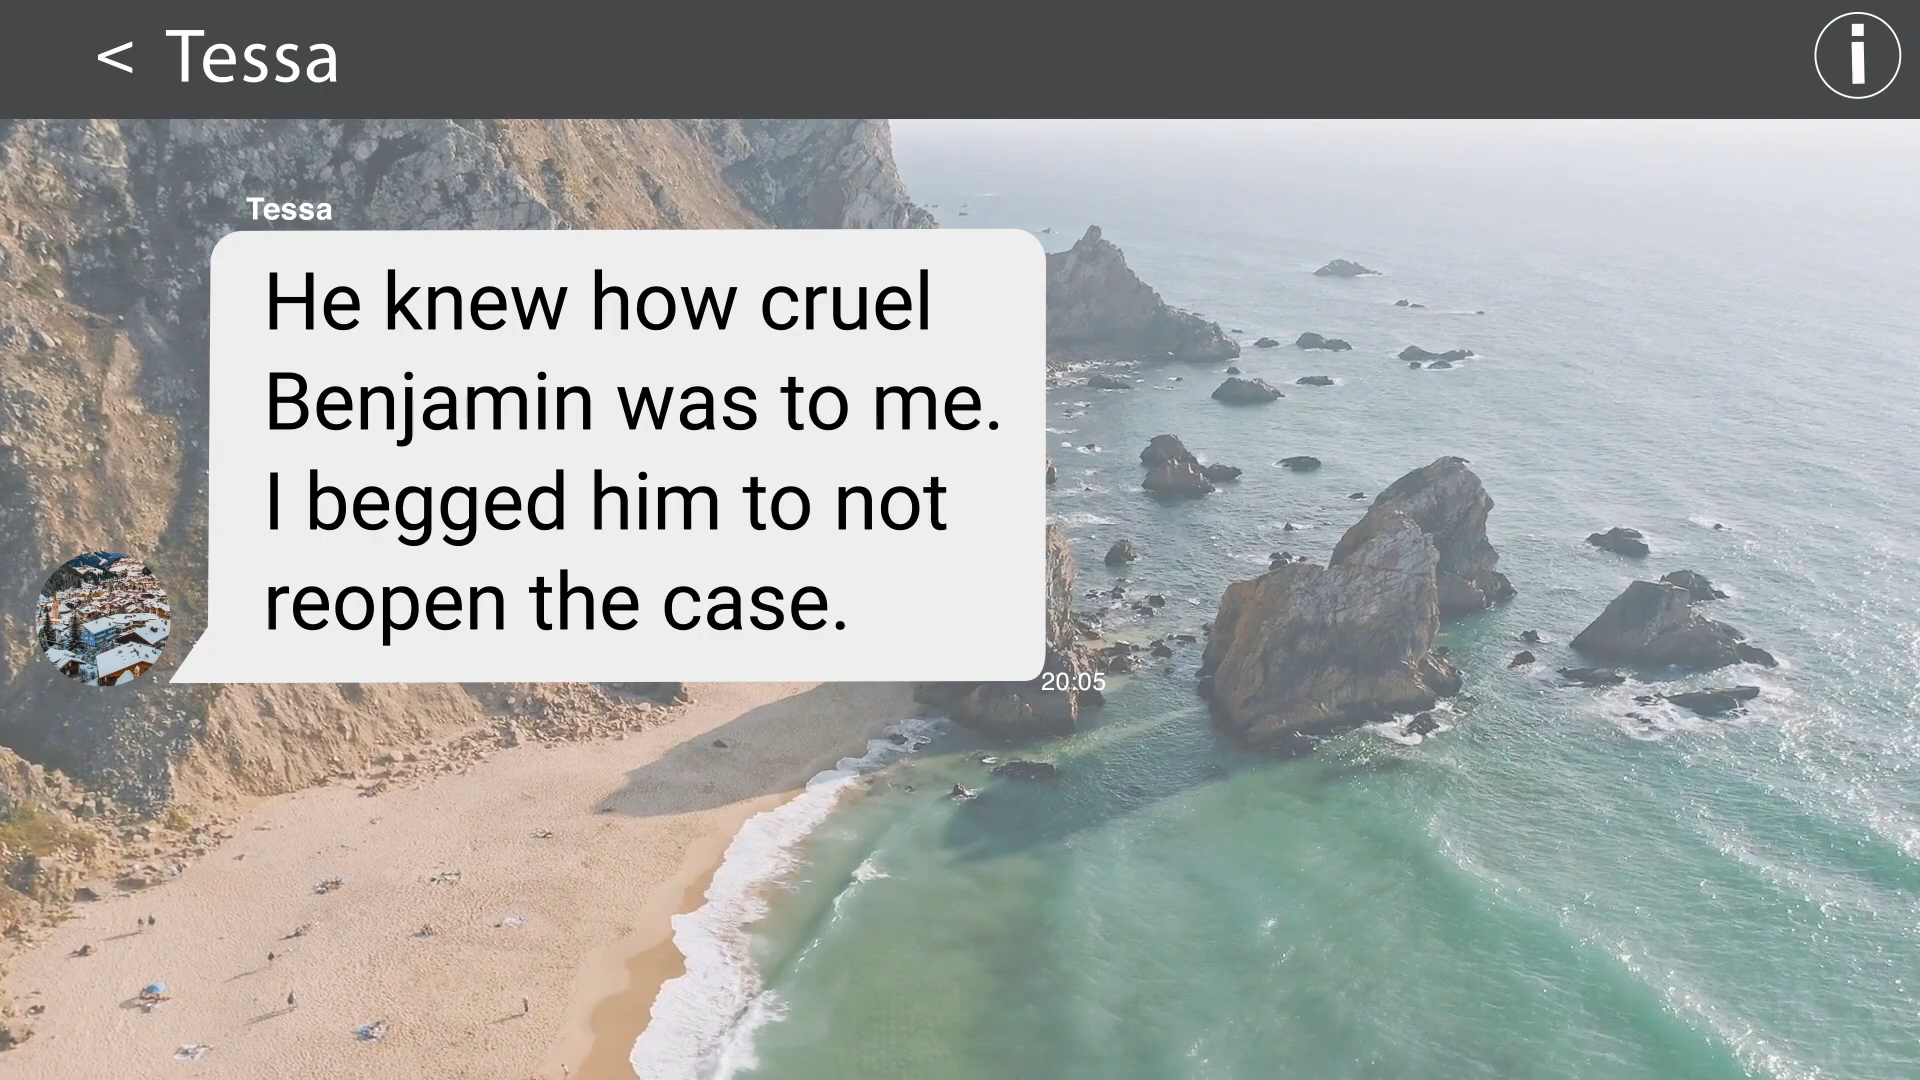 < Tessa
i
Tessa
He knew how cruel
Benjamin was to me.
I begged him to not
reopen the case.
20:05